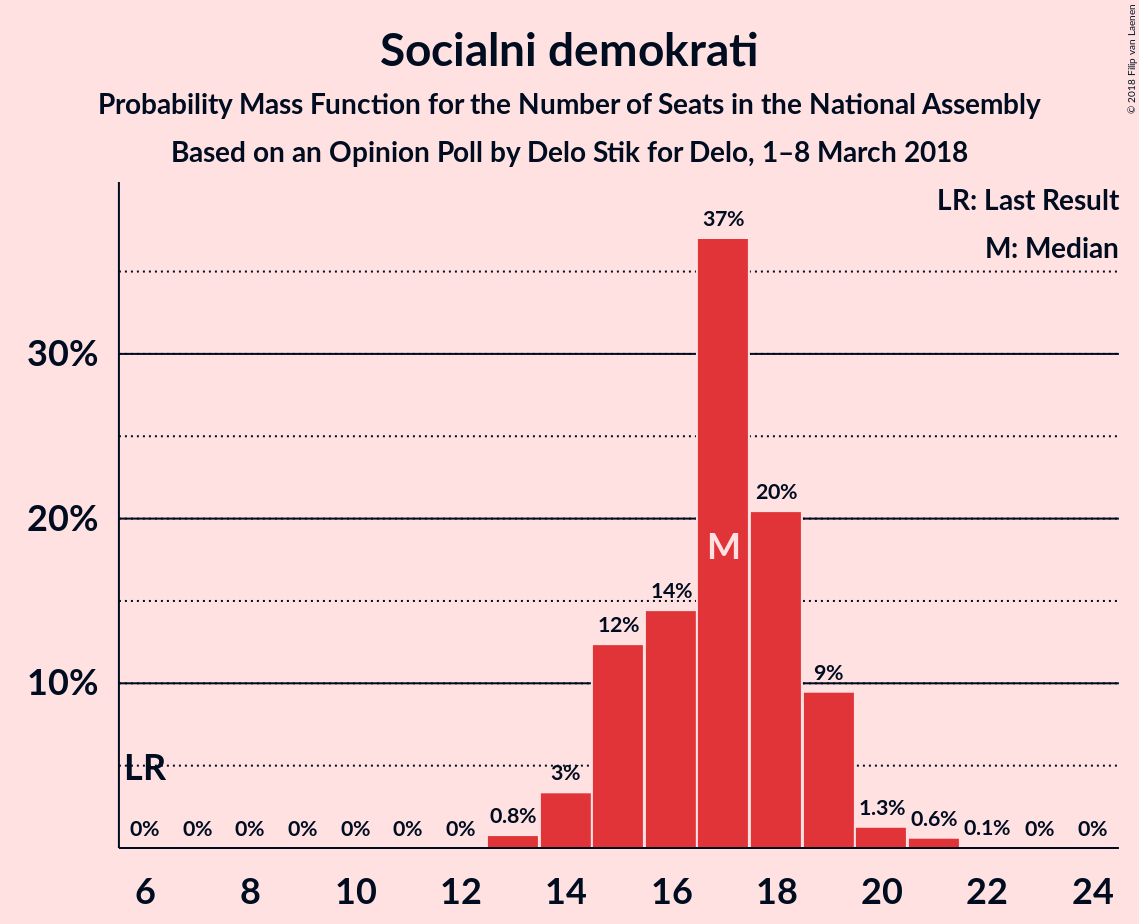 Socialni demokrati
Probability Mass Function for the Number of Seats in the National Assembly
Based on an Opinion Poll by Delo Stik for Delo, 1–8 March 2018
© 2018 Filip van Laenen
LR: Last Result
M: Median
37%
30%
20%
20%
M
14%
12%
10%
9%
LR
3%
0% 0% 0% 0% 0% 0% 0% 0.8% 1.3% 0.6% 0.1% 0% 0%
6 8 10 12 14 16 18 20 22 24